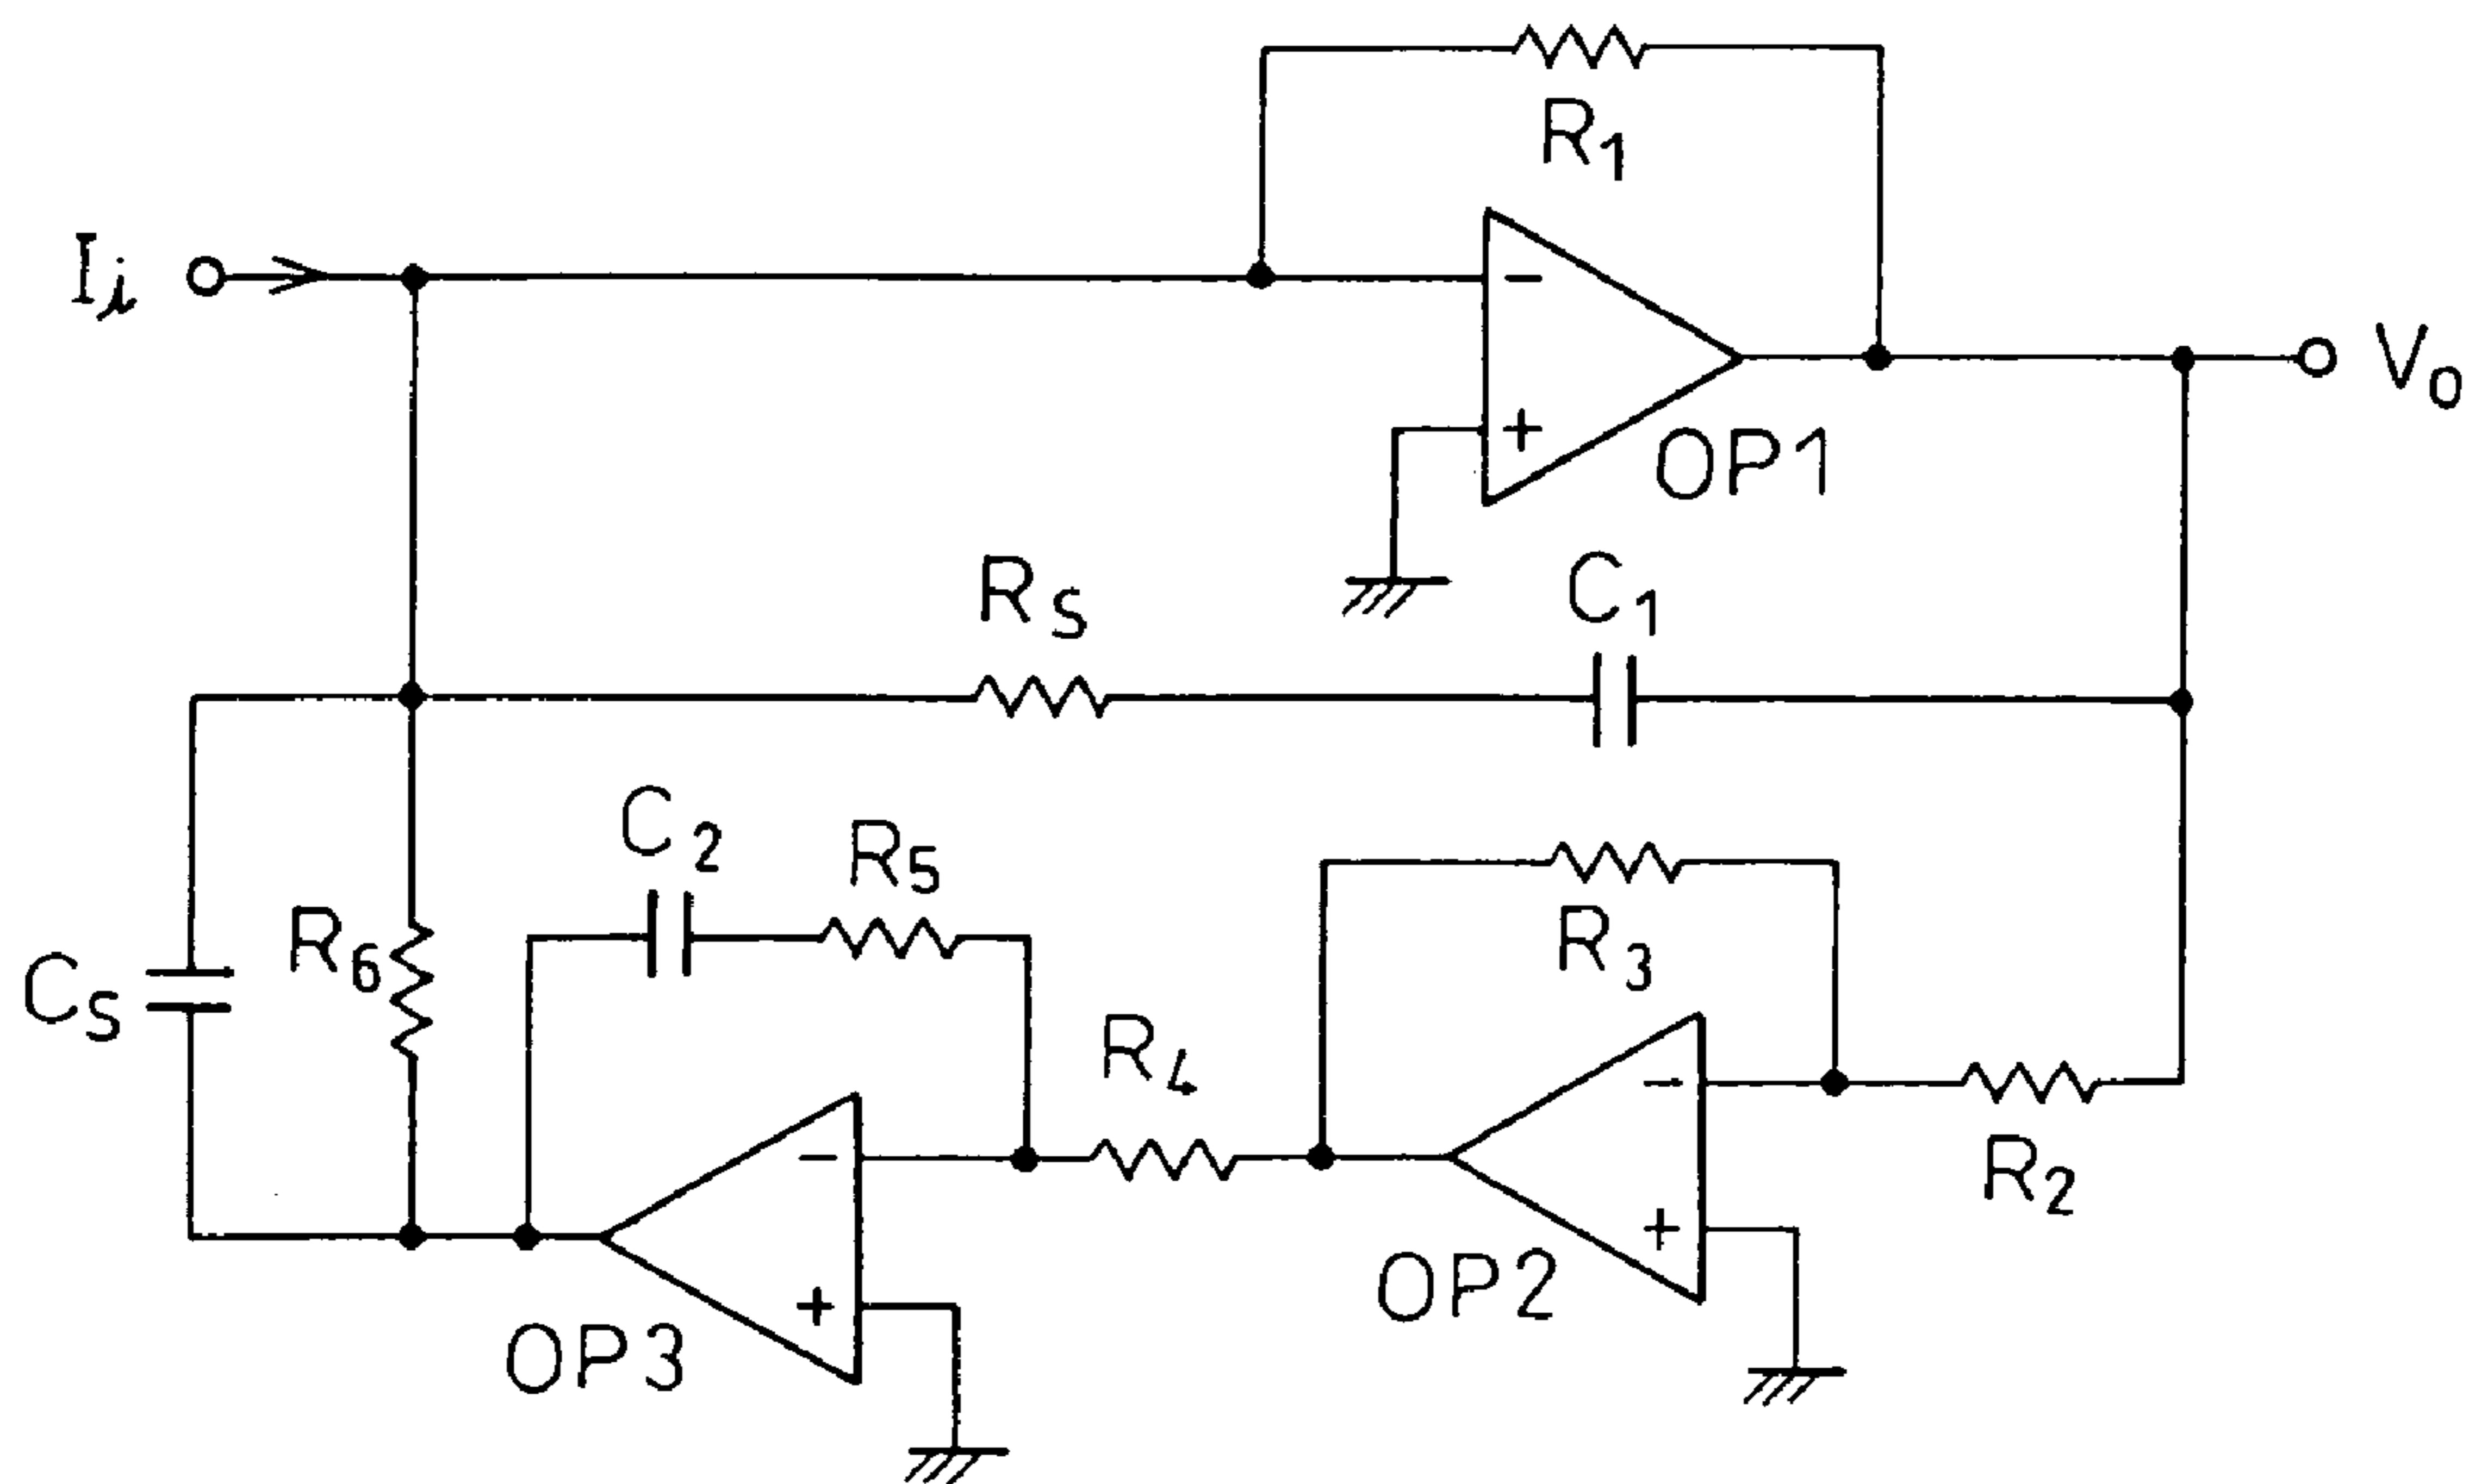 R1
Ii
−
Vo
+
OP1
RS
C1
C2
R5
R3
R6
CS
R4
−
−
R2
+
OP2
+
OP3